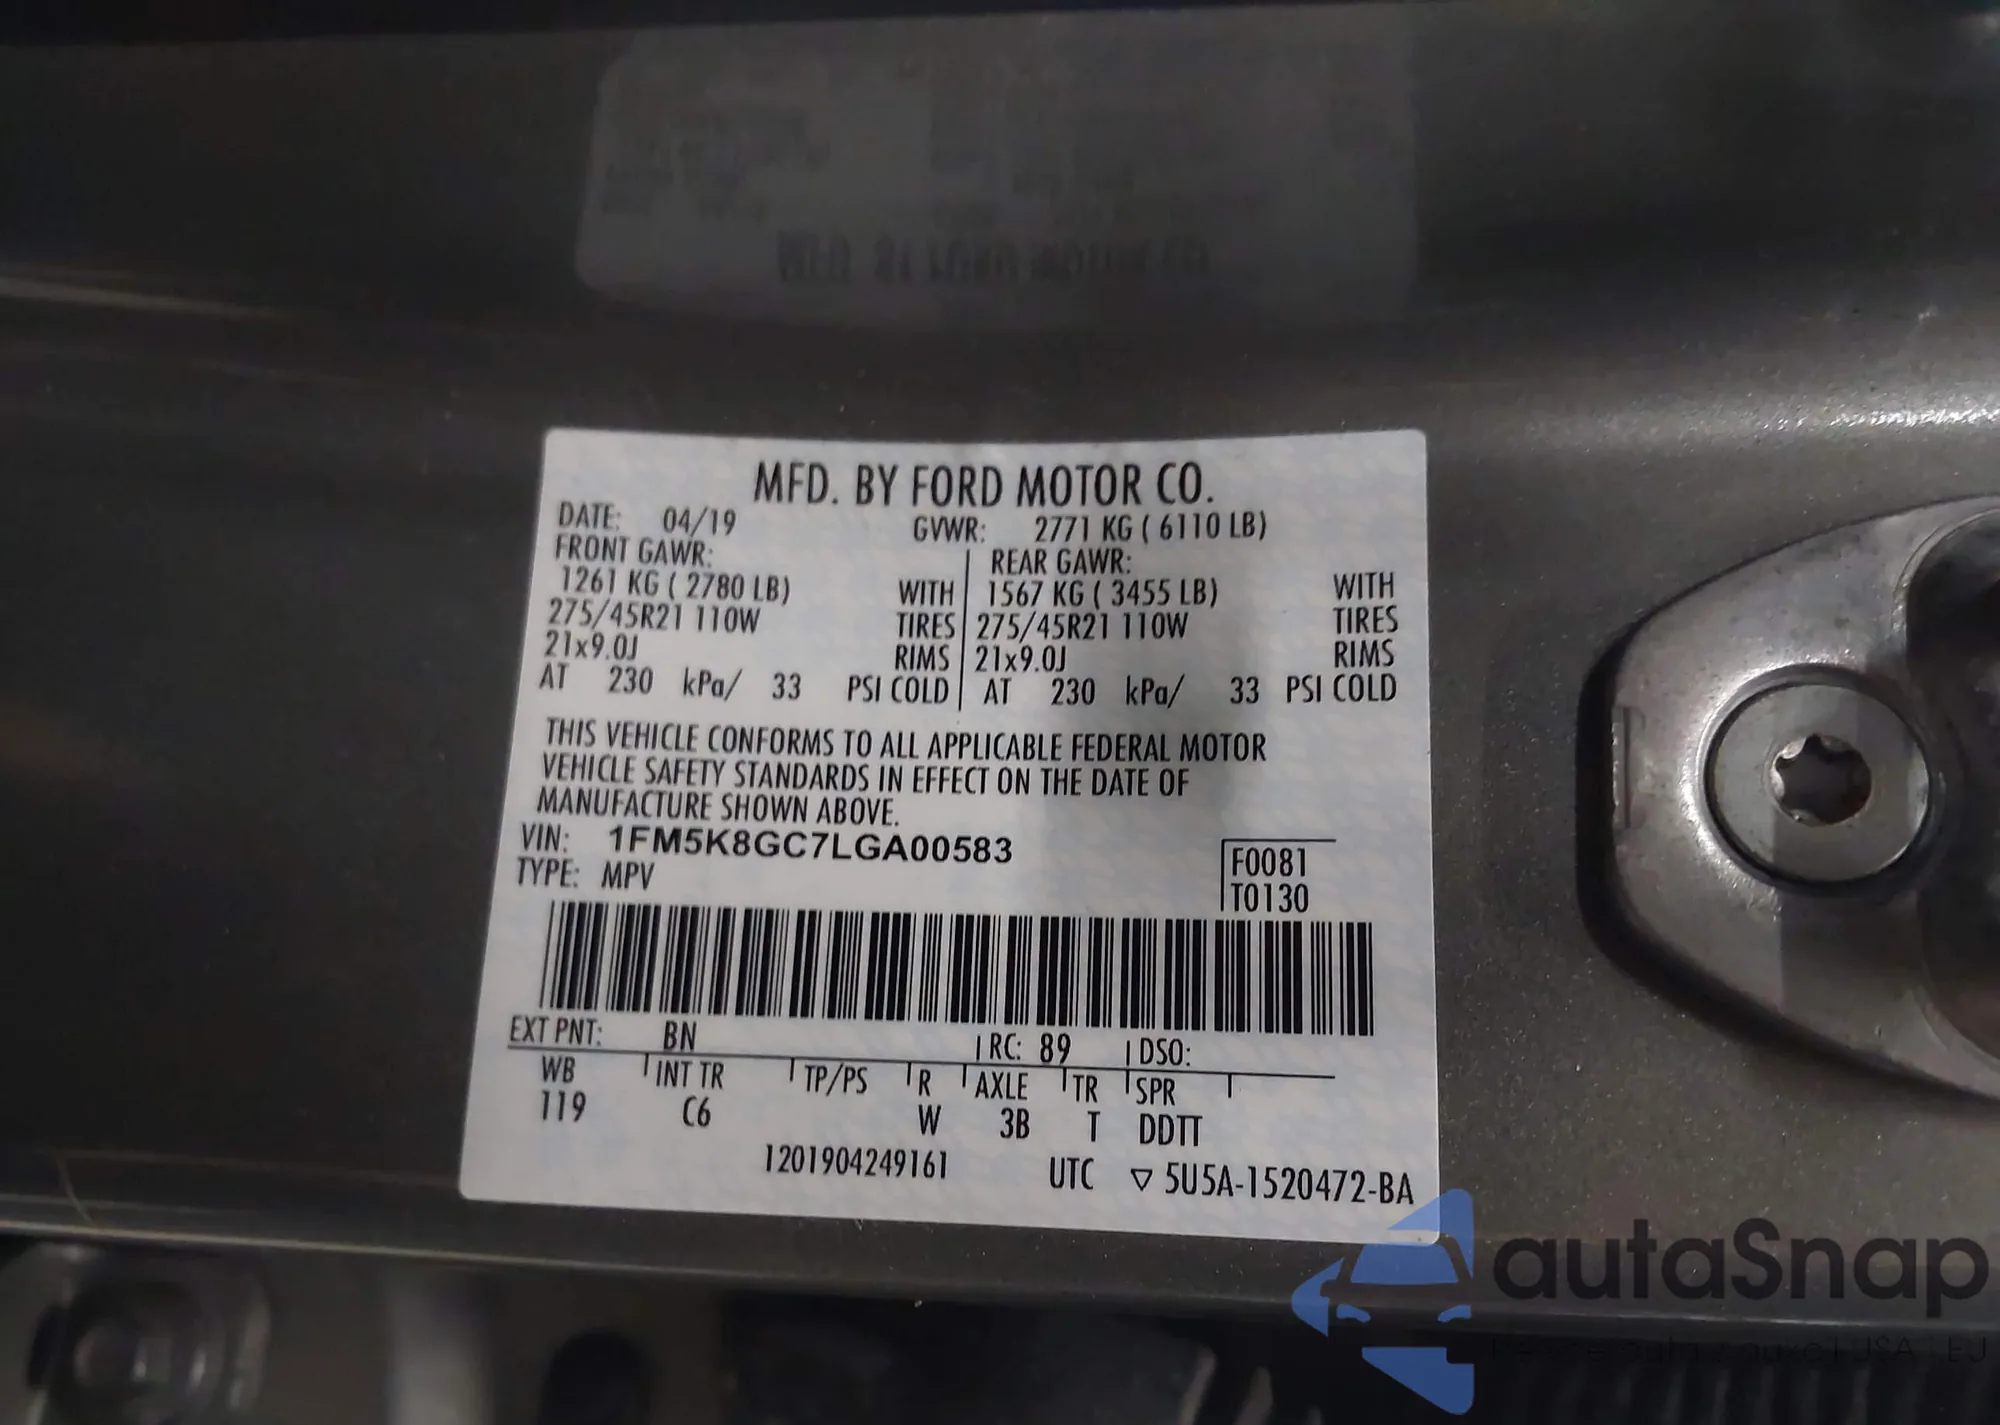 MFD. BY FORD MOTOR CO.
DATE: 04/19 GVWR: 2771 KG ( 6110 LB)
FRONT GAWR: REAR GAWR:
1261 KG ( 2780 LB) WITH 1567 KG ( 3455 LB) WITH
275/45R21 110W TIRES 275/45R21 110W TIRES
21x9.0J RIMS 21x9.0J RIMS
AT 230 kPa/ 33 PSI COLD AT 230 kPa/ 33 PSI COLD
THIS VEHICLE CONFORMS TO ALL APPLICABLE FEDERAL MOTOR
VEHICLE SAFETY STANDARDS IN EFFECT ON THE DATE OF
MANUFACTURE SHOWN ABOVE.
VIN: 1FM5K8GC7LGA00583
TYPE: MPV
F0081
T0130
EXT PNT: BN RC: 89 DSO:
WB INT TR TP/PS R AXLE TR SPR
119 C6 W 3B T DDTT
1201904249161 UTC ▽ 5U5A-1520472-BA
autaSnap